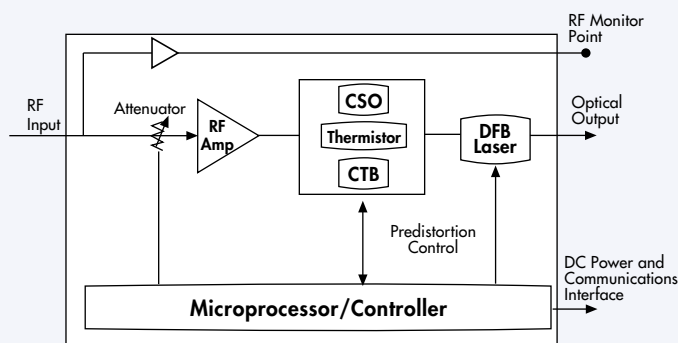 RF Monitor
Point
RF
Input
Attenuator
RF
Amp
CSO
Thermistor
CTB
DFB
Laser
Optical
Output
Predistortion
Control
DC Power and
Communications
Interface
Microprocessor/Controller